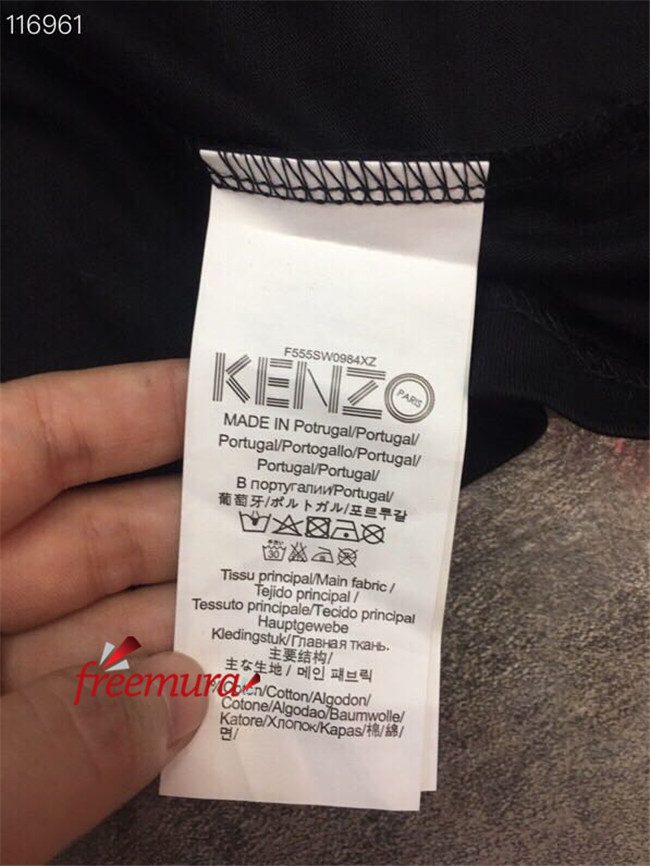 116961
F555SW0984XZ
KENZO
PARIS
MADE IN Potrugal/Portugal/
Portugal/Portogallo/Portugal/
Portugal/Portugal/
В португалии/Portugal/
葡萄牙/ポルトガル/포르투갈
30
Tissu principal/Main fabric /
Tejido principal /
Tessuto principale/Tecido principal
Hauptgewebe
Kledingstuk/Главная ткань.
主要结构/
主な生地 / 메인 패브릭
freemura
/Cotton/Algodon/
Cotone/Algodao/Baumwolle/
Katore/Хлопок/Kapas/棉/綿/
면/